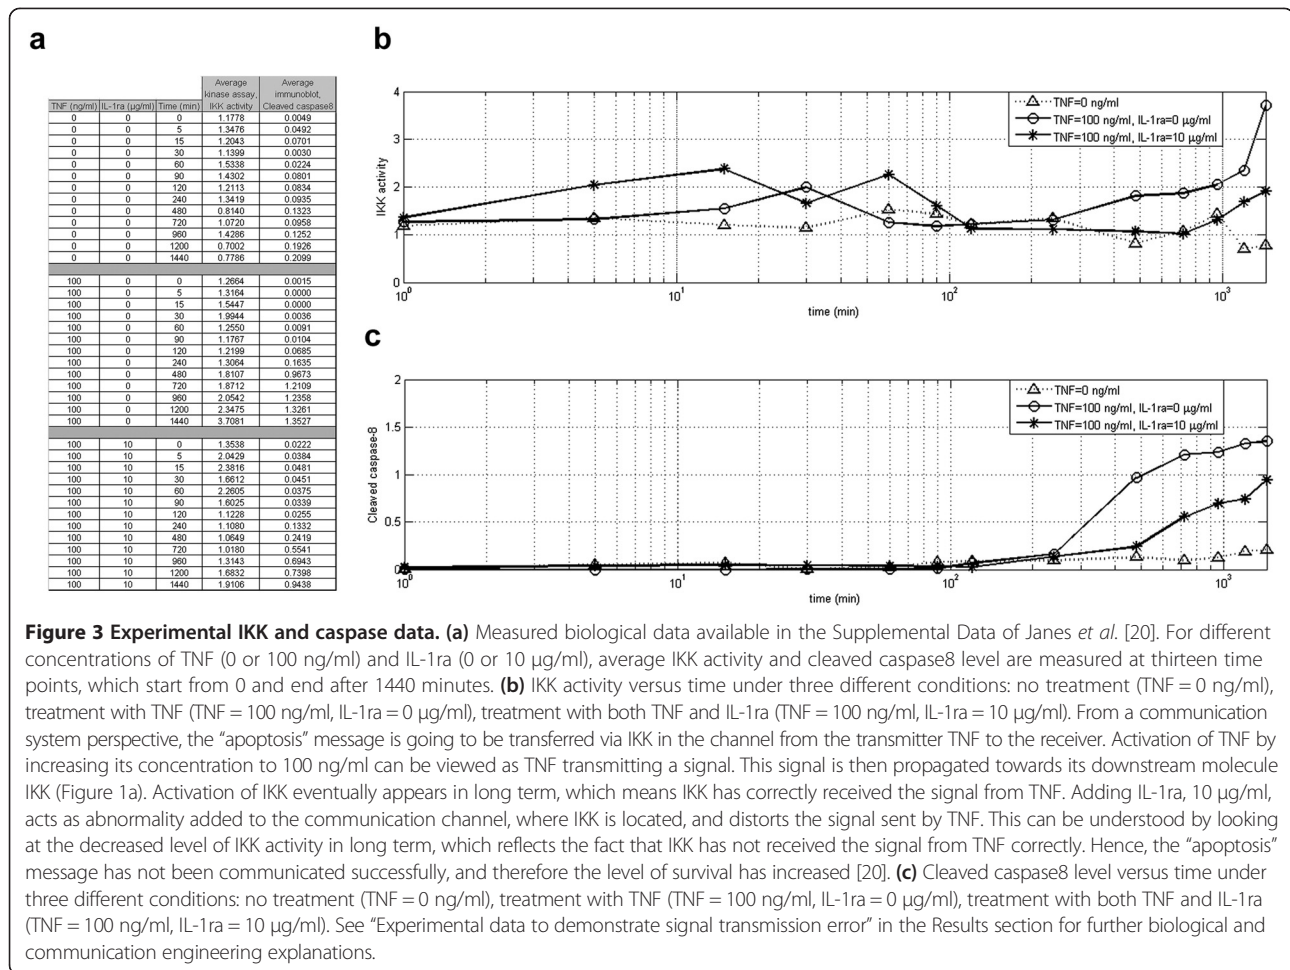 a
Average Average
kinase assay, immunoblot,
TNF (ng/ml) IL-1ra (µg/ml) Time (min) IKK activity Cleaved caspase8
0 0 0 1.1778 0.0049
0 0 5 1.3476 0.0492
0 0 15 1.2043 0.0701
0 0 30 1.1399 0.0030
0 0 60 1.5338 0.0224
0 0 90 1.4302 0.0801
0 0 120 1.2113 0.0834
0 0 240 1.3419 0.0935
0 0 480 0.8140 0.1323
0 0 720 1.0720 0.0958
0 0 960 1.4286 0.1252
0 0 1200 0.7002 0.1926
0 0 1440 0.7786 0.2099
100 0 0 1.2664 0.0015
100 0 5 1.3164 0.0000
100 0 15 1.5447 0.0000
100 0 30 1.9944 0.0036
100 0 60 1.2550 0.0091
100 0 90 1.1767 0.0104
100 0 120 1.2199 0.0685
100 0 240 1.3064 0.1635
100 0 480 1.8107 0.9673
100 0 720 1.8712 1.2109
100 0 960 2.0542 1.2358
100 0 1200 2.3475 1.3261
100 0 1440 3.7081 1.3527
100 10 0 1.3538 0.0222
100 10 5 2.0429 0.0384
100 10 15 2.3816 0.0481
100 10 30 1.6612 0.0451
100 10 60 2.2605 0.0375
100 10 90 1.6025 0.0339
100 10 120 1.1228 0.0255
100 10 240 1.1080 0.1332
100 10 480 1.0649 0.2419
100 10 720 1.0180 0.5541
100 10 960 1.3143 0.6943
100 10 1200 1.6832 0.7398
100 10 1440 1.9106 0.9438
b
4
3
2
1
0
IKK activity
TNF=0 ng/ml
TNF=100 ng/ml, IL-1ra=0 µg/ml
TNF=100 ng/ml, IL-1ra=10 µg/ml
10⁰ 10¹ 10² 10³
time (min)
c
2
1.5
1
0.5
0
Cleaved caspase-8
TNF=0 ng/ml
TNF=100 ng/ml, IL-1ra=0 µg/ml
TNF=100 ng/ml, IL-1ra=10 µg/ml
10⁰ 10¹ 10² 10³
time (min)
Figure 3 Experimental IKK and caspase data. (a) Measured biological data available in the Supplemental Data of Janes et al. [20]. For different
concentrations of TNF (0 or 100 ng/ml) and IL-1ra (0 or 10 µg/ml), average IKK activity and cleaved caspase8 level are measured at thirteen time
points, which start from 0 and end after 1440 minutes. (b) IKK activity versus time under three different conditions: no treatment (TNF = 0 ng/ml),
treatment with TNF (TNF = 100 ng/ml, IL-1ra = 0 µg/ml), treatment with both TNF and IL-1ra (TNF = 100 ng/ml, IL-1ra = 10 µg/ml). From a communication
system perspective, the “apoptosis” message is going to be transferred via IKK in the channel from the transmitter TNF to the receiver. Activation of TNF by
increasing its concentration to 100 ng/ml can be viewed as TNF transmitting a signal. This signal is then propagated towards its downstream molecule
IKK (Figure 1a). Activation of IKK eventually appears in long term, which means IKK has correctly received the signal from TNF. Adding IL-1ra, 10 µg/ml,
acts as abnormality added to the communication channel, where IKK is located, and distorts the signal sent by TNF. This can be understood by looking
at the decreased level of IKK activity in long term, which reflects the fact that IKK has not received the signal from TNF correctly. Hence, the “apoptosis”
message has not been communicated successfully, and therefore the level of survival has increased [20]. (c) Cleaved caspase8 level versus time under
three different conditions: no treatment (TNF = 0 ng/ml), treatment with TNF (TNF = 100 ng/ml, IL-1ra = 0 µg/ml), treatment with both TNF and IL-1ra
(TNF = 100 ng/ml, IL-1ra = 10 µg/ml). See “Experimental data to demonstrate signal transmission error” in the Results section for further biological and
communication engineering explanations.